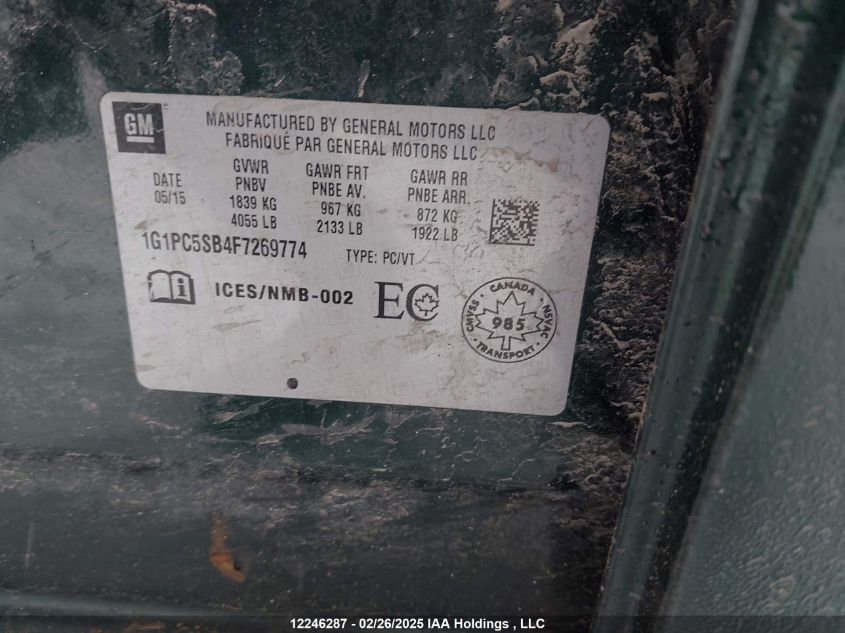 GM
MANUFACTURED BY GENERAL MOTORS LLC
FABRIQUÉ PAR GENERAL MOTORS LLC
DATE
05/15
GVWR
PNBV
1839 KG
4055 LB
GAWR FRT
PNBE AV.
967 KG
2133 LB
GAWR RR
PNBE ARR.
872 KG
1922 LB
1G1PC5SB4F7269774
TYPE: PC/VT
i
ICES/NMB-002
EC
CANADA
CMVSS
985
NSVAC
TRANSPORT
12246287 - 02/26/2025 IAA Holdings , LLC